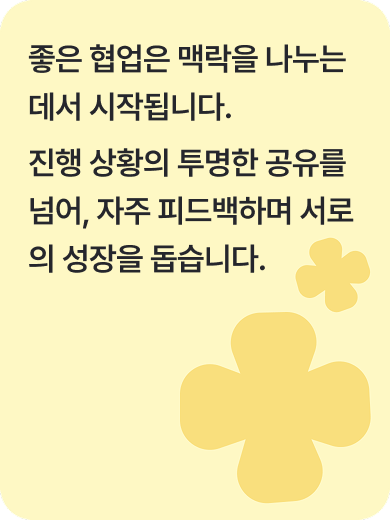 좋은 협업은 맥락을 나누는
데서 시작됩니다.
진행 상황의 투명한 공유를
넘어, 자주 피드백하며 서로
의 성장을 돕습니다.